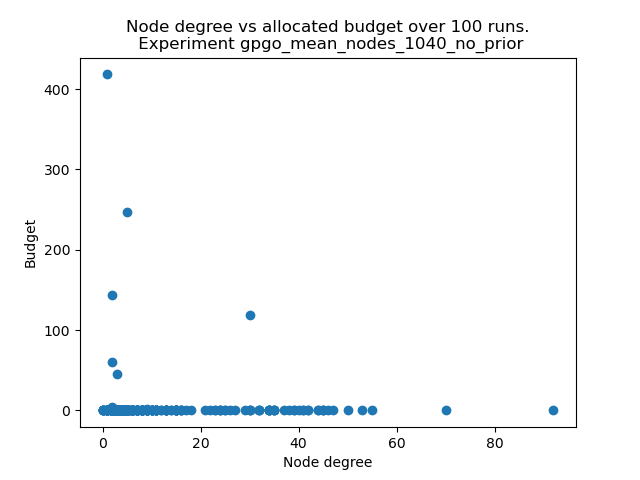 Node degree vs allocated budget over 100 runs.
Experiment gpgo_mean_nodes_1040_no_prior
400
300
200
100
0
Budget
0 20 40 60 80
Node degree